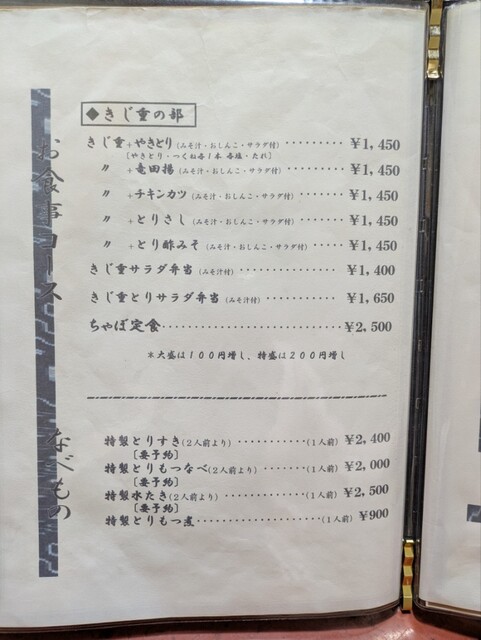 お食事コース
◆きじ重の部
きじ重+やきとり(みそ汁・おしんこ・サラダ付)・・・・・・・・・¥1,450
〔やきとり・つくね各1本 各塩・たれ〕
〃 +竜田揚(みそ汁・おしんこ・サラダ付)・・・・・・・・¥1,450
〃 +チキンカツ(みそ汁・おしんこ・サラダ付)・・・・・・¥1,450
〃 +とりさし(みそ汁・おしんこ・サラダ付)・・・・・・・¥1,450
〃 +とり酢みそ(みそ汁・おしんこ・サラダ付)・・・・・・¥1,450
きじ重サラダ弁当(みそ汁付)・・・・・・・・・・・・・・¥1,400
きじ重とりサラダ弁当(みそ汁付)・・・・・・・・・・・¥1,650
ちゃぼ定食・・・・・・・・・・・・・・・・・・・・・・・・・¥2,500
※大盛は100円増し、特盛は200円増し
なべもの
特製とりすき(2人前より)・・・・・・・・・・・(1人前)¥2,400
〔要予約〕
特製とりもつなべ(2人前より)・・・・・・・・(1人前)¥2,000
〔要予約〕
特製水たき(2人前より)・・・・・・・・・・・・・(1人前)¥2,500
〔要予約〕
特製とりもつ煮・・・・・・・・・・・・・・・・・・(1人前)¥900